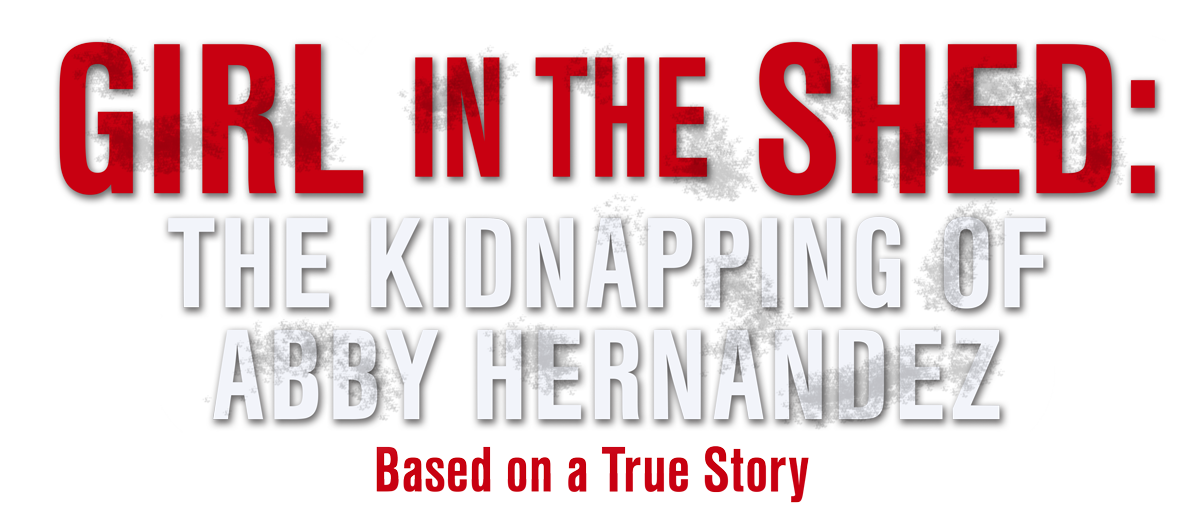 GIRL IN THE SHED:
THE KIDNAPPING OF
ABBY HERNANDEZ
Based on a True Story